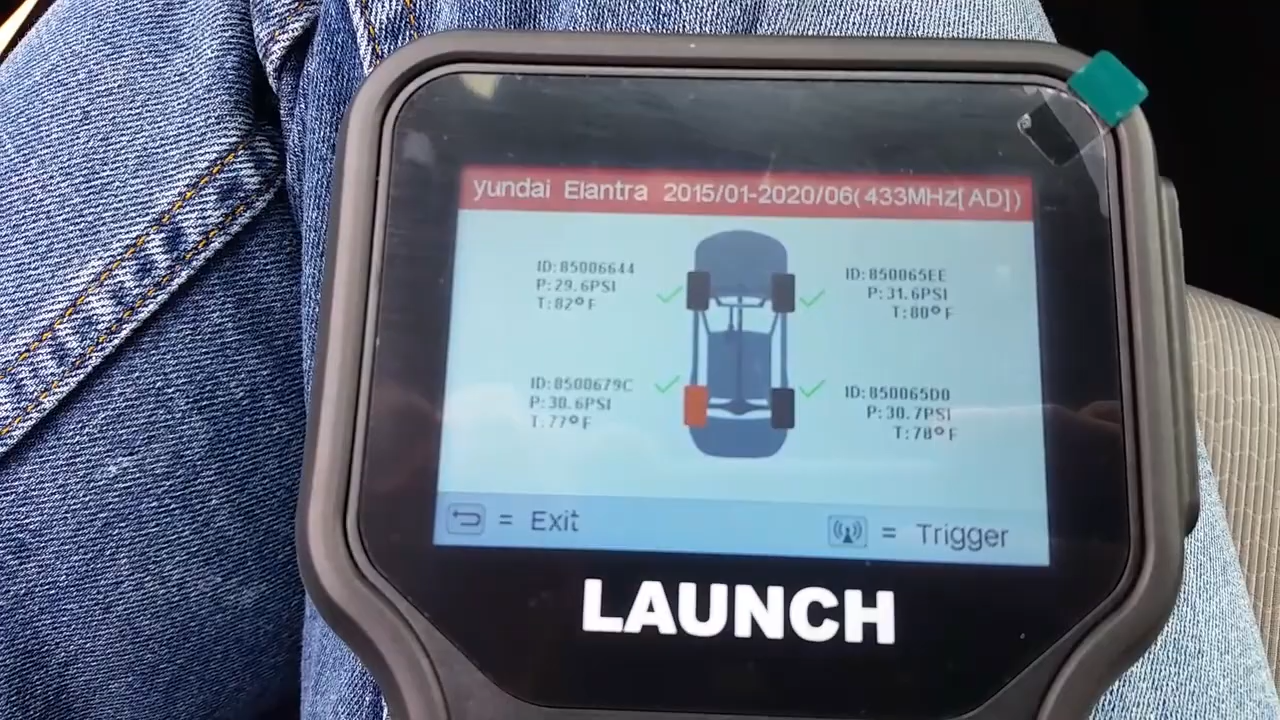 yundai Elantra 2015/01-2020/06(433MHz[AD])
ID:85006644
P:29.6PSI
T:82°F
ID:850065EE
P:31.6PSI
T:80°F
ID:8500679C
P:30.6PSI
T:77°F
ID:850065D0
P:30.7PSI
T:78°F
= Exit
= Trigger
LAUNCH